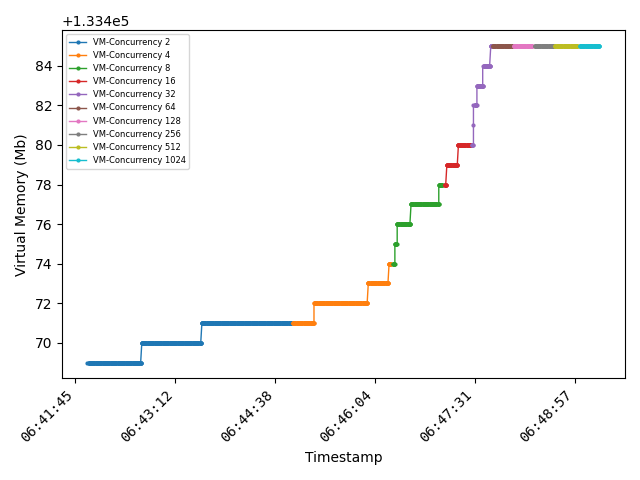 +1.334e5
VM-Concurrency 2
VM-Concurrency 4
VM-Concurrency 8
VM-Concurrency 16
VM-Concurrency 32
VM-Concurrency 64
VM-Concurrency 128
VM-Concurrency 256
VM-Concurrency 512
VM-Concurrency 1024
84
82
80
78
76
74
72
70
Virtual Memory (Mb)
06:41:45
06:43:12
06:44:38
06:46:04
06:47:31
06:48:57
Timestamp